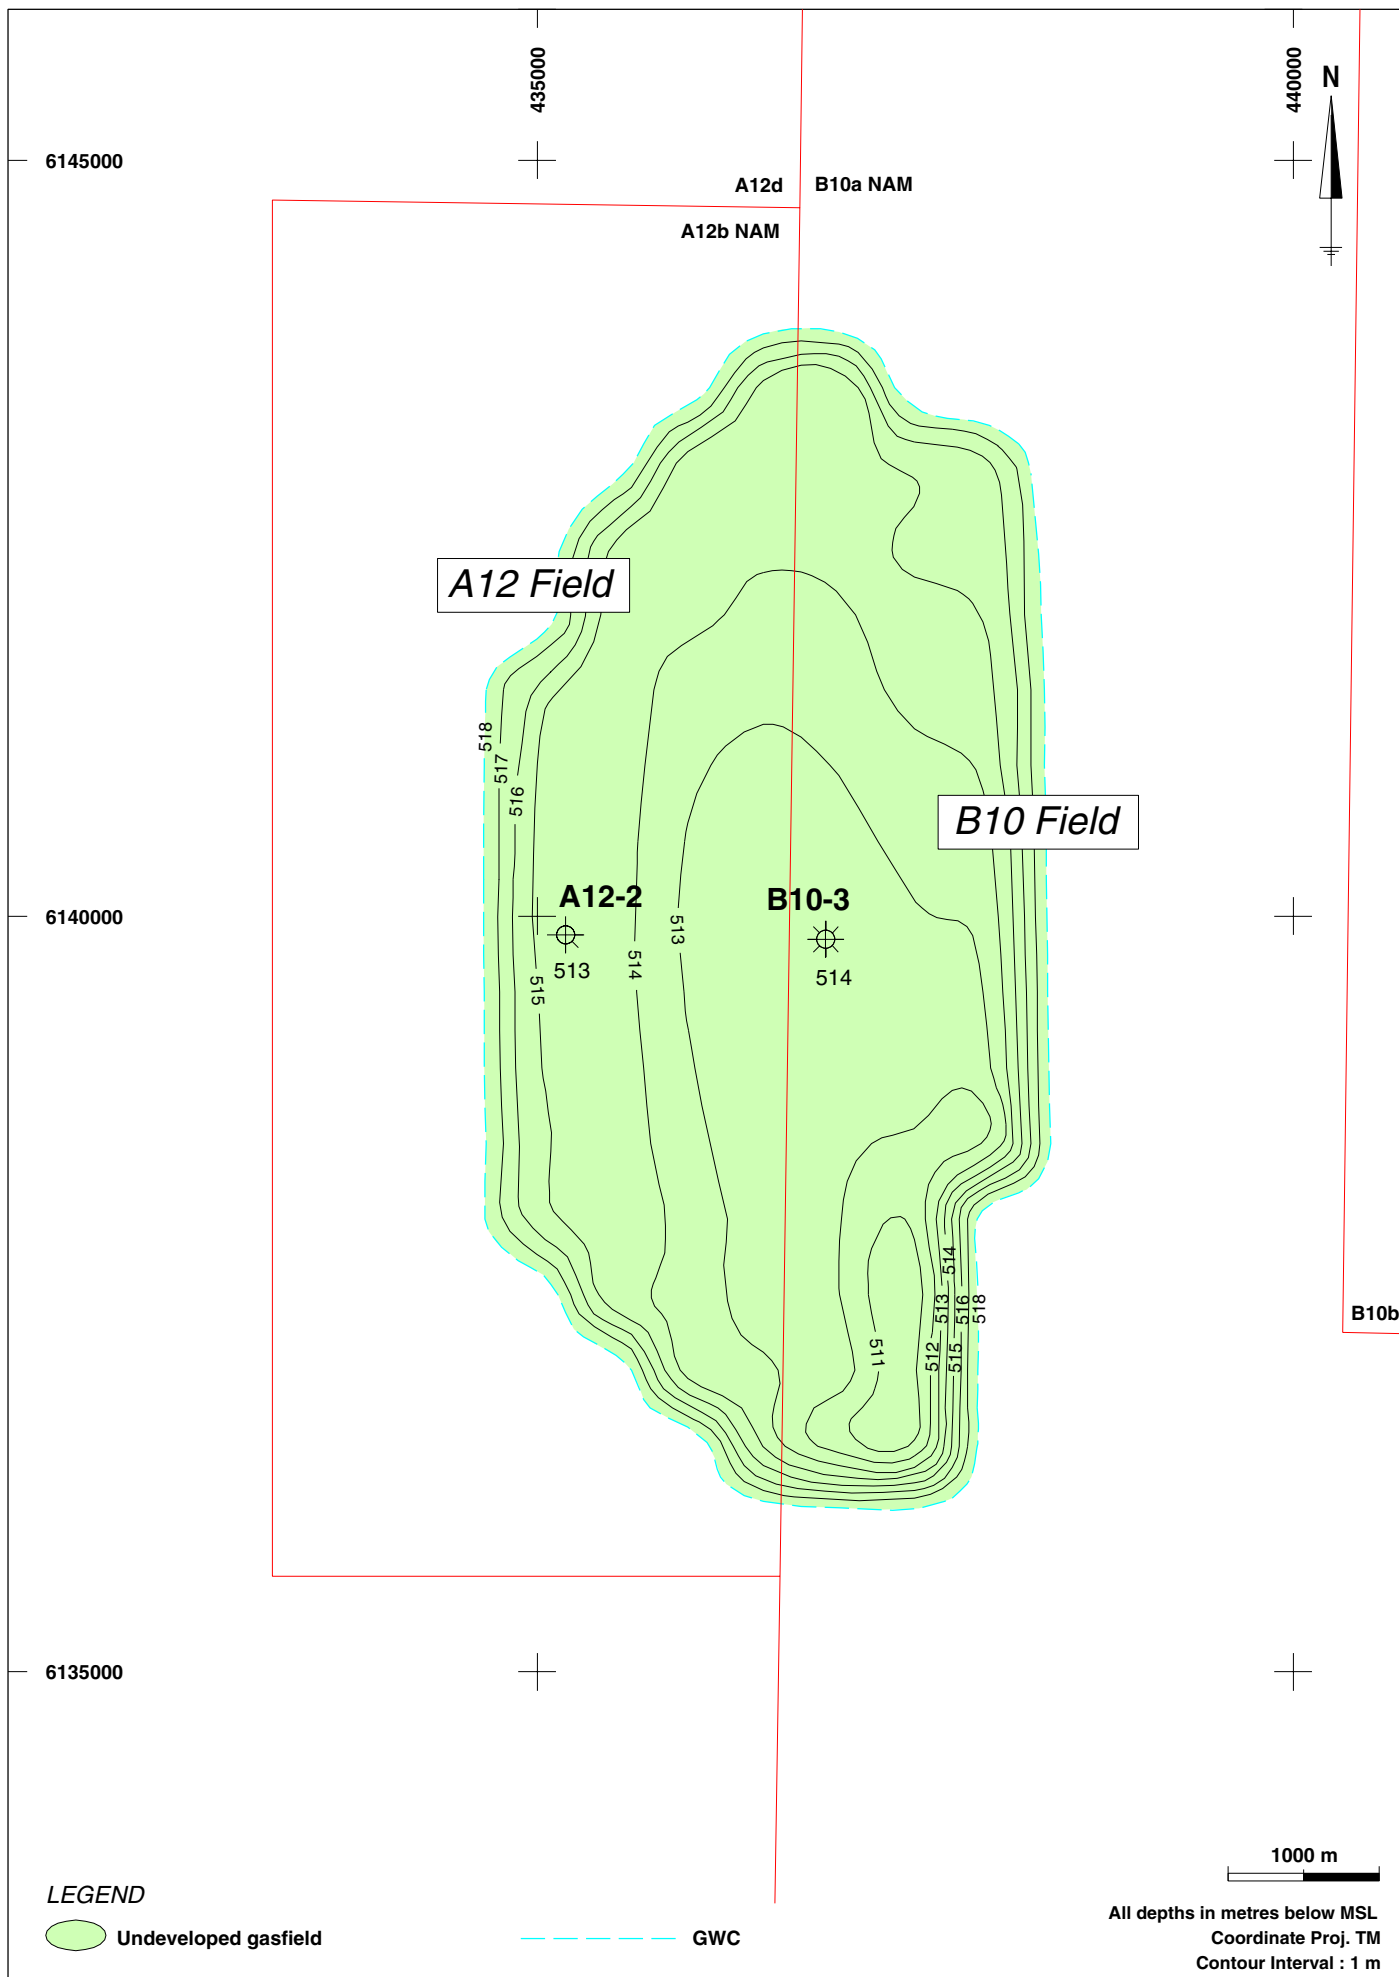 435000
440000
N
6145000
A12d
B10a NAM
A12b NAM
A12 Field
518
517
516
B10 Field
A12-2
B10-3
6140000
513
513
514
514
515
514
513
516
518
B10b
511
512
515
6135000
1000 m
LEGEND
All depths in metres below MSL
Undeveloped gasfield
GWC
Coordinate Proj. TM
Contour Interval : 1 m